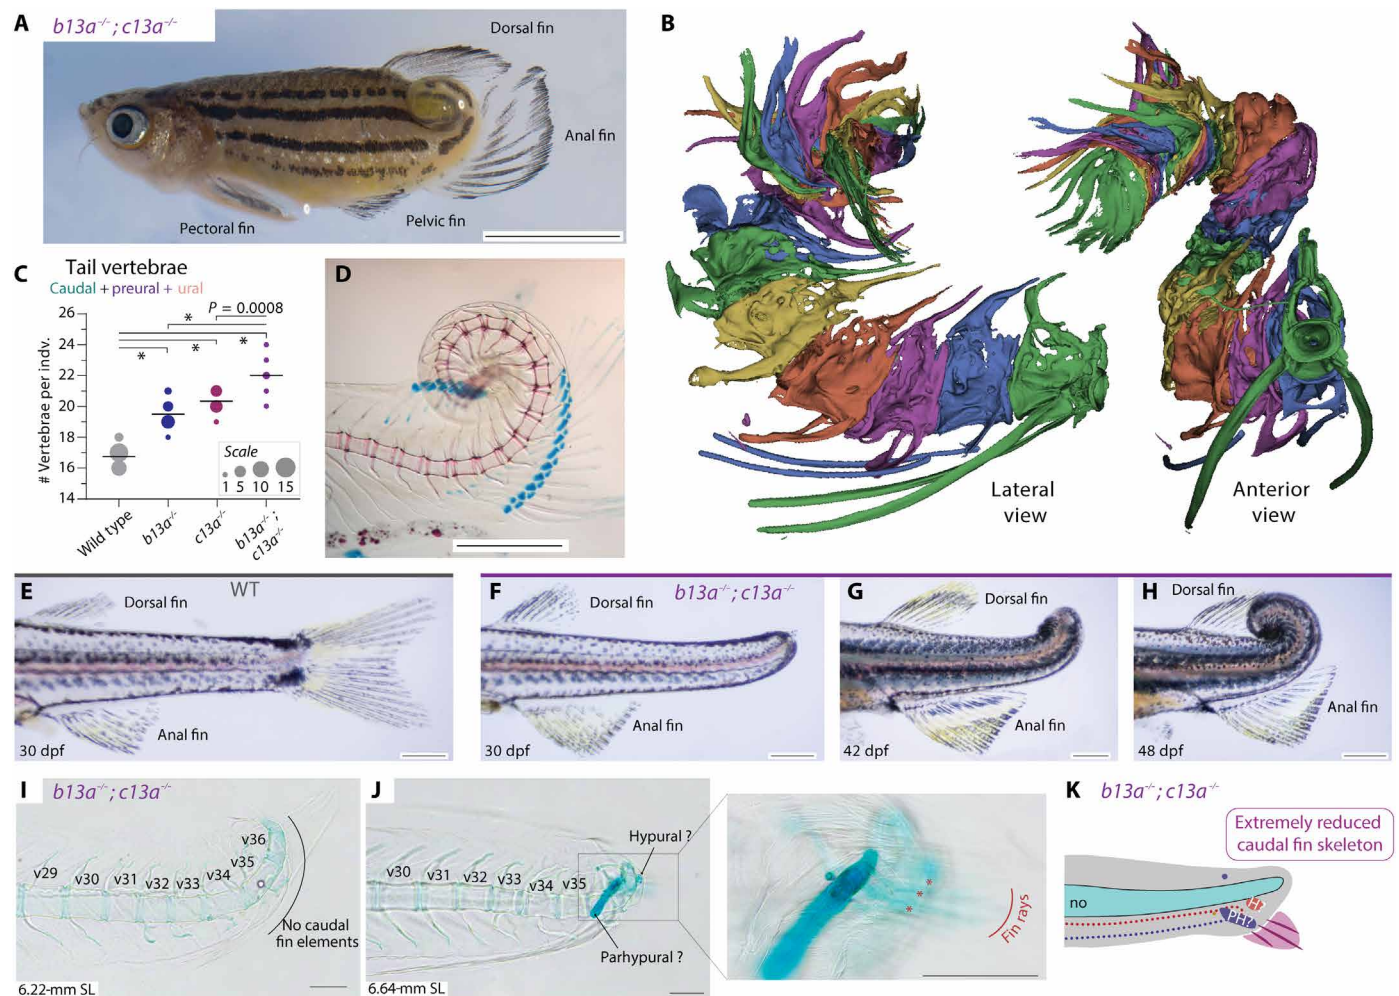 A b13a⁻/⁻; c13a⁻/⁻
Dorsal fin
Anal fin
Pectoral fin
Pelvic fin
B
Lateral
view
Anterior
view
C Tail vertebrae
Caudal + preural + ural
P = 0.0008
*
*
*
*
# Vertebrae per indv.
26
24
22
20
18
16
14
Scale
1 5 10 15
Wild type
b13a⁻/⁻
c13a⁻/⁻
b13a⁻/⁻;
c13a⁻/⁻
D
E WT
Dorsal fin
Anal fin
30 dpf
F b13a⁻/⁻; c13a⁻/⁻
Dorsal fin
Anal fin
30 dpf
G
Dorsal fin
Anal fin
42 dpf
H
Dorsal fin
Anal fin
48 dpf
I b13a⁻/⁻; c13a⁻/⁻
v29 v30 v31 v32 v33 v34 v35 v36
No caudal
fin elements
6.22-mm SL
J
Hypural ?
v30 v31 v32 v33 v34 v35
Parhypural ?
6.64-mm SL
* * *
Fin rays
K b13a⁻/⁻; c13a⁻/⁻
Extremely reduced
caudal fin skeleton
no
PH?